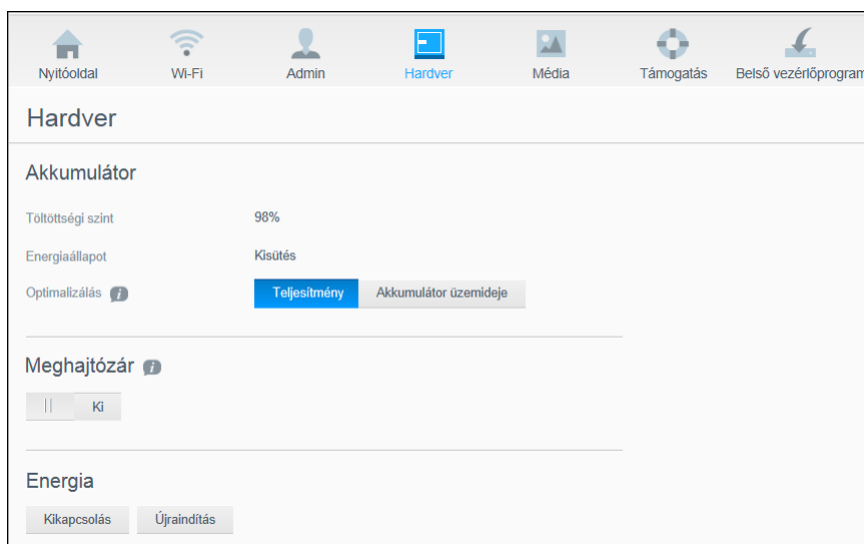 Nyitóoldal Wi-Fi Admin Hardver Média Támogatás Belső vezérlőprogram
Hardver
Akkumulátor
Töltöttségi szint 98%
Energiaállapot Kisütés
Optimalizálás i Teljesítmény Akkumulátor üzemideje
Meghajtózár i
Ki
Energia
Kikapcsolás Újraindítás